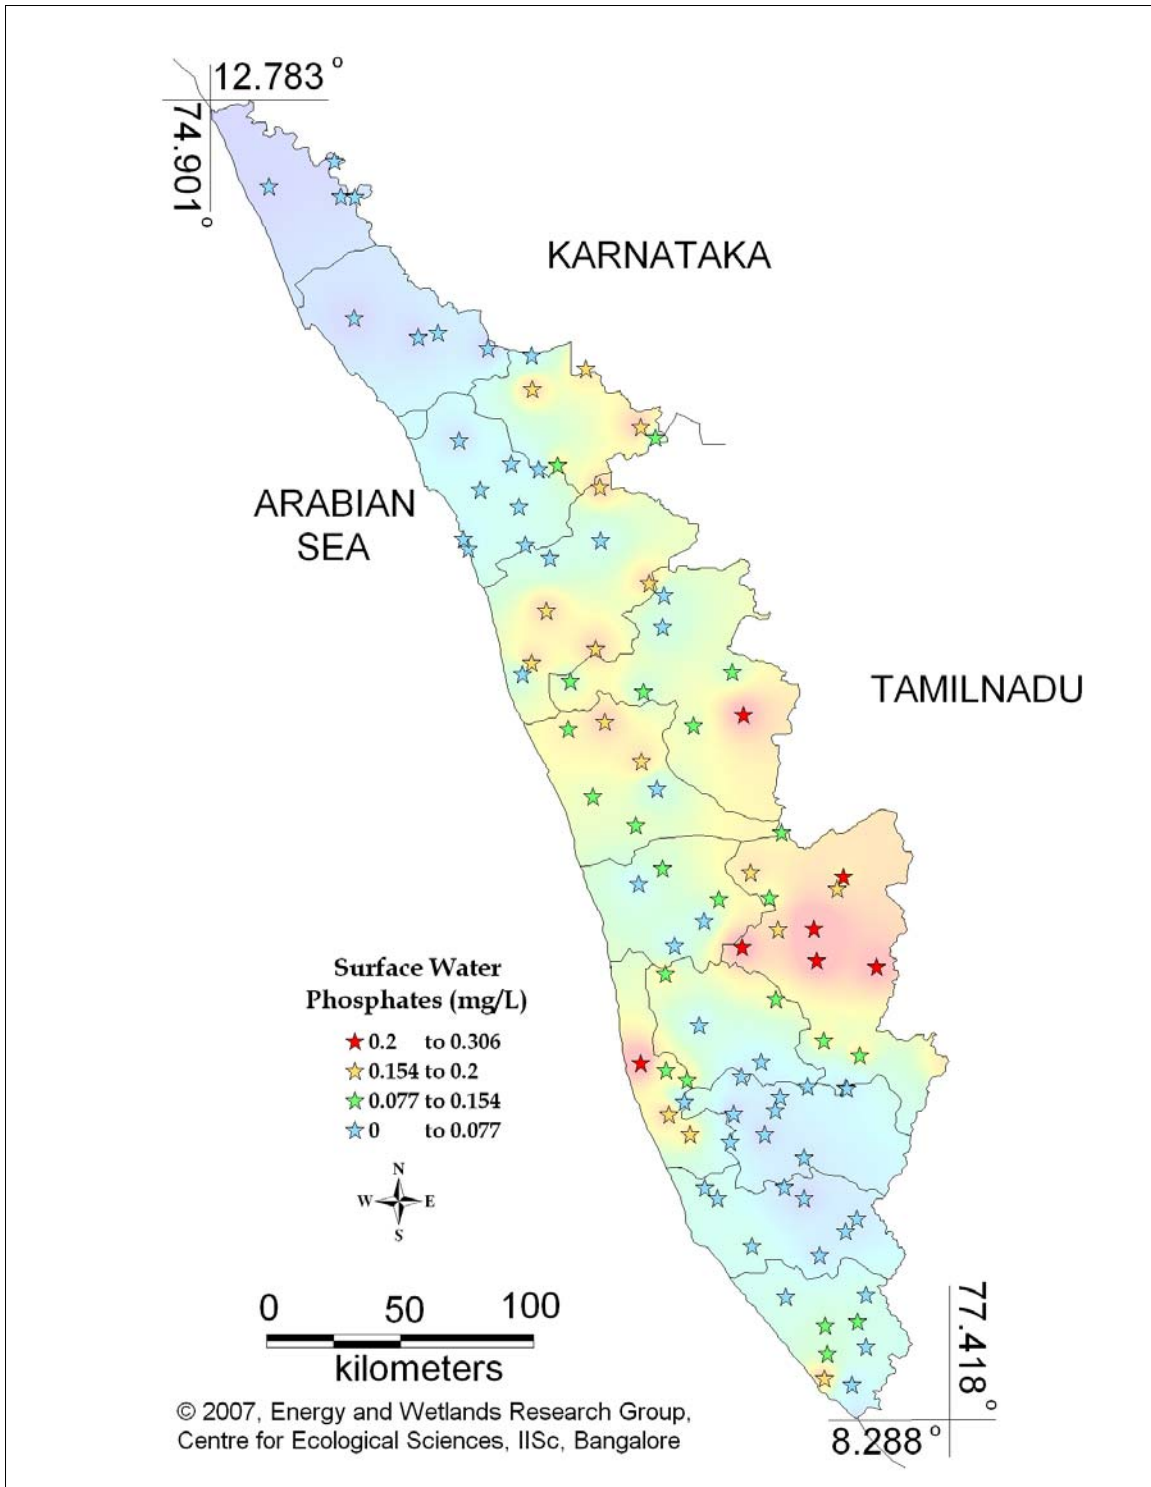 12.783 °
74.901°
KARNATAKA
ARABIAN
SEA
TAMILNADU
Surface Water
Phosphates (mg/L)
0.2 to 0.306
0.154 to 0.2
0.077 to 0.154
0 to 0.077
N
W E
S
0 50 100
kilometers
77.418 °
8.288 °
© 2007, Energy and Wetlands Research Group,
Centre for Ecological Sciences, IISc, Bangalore